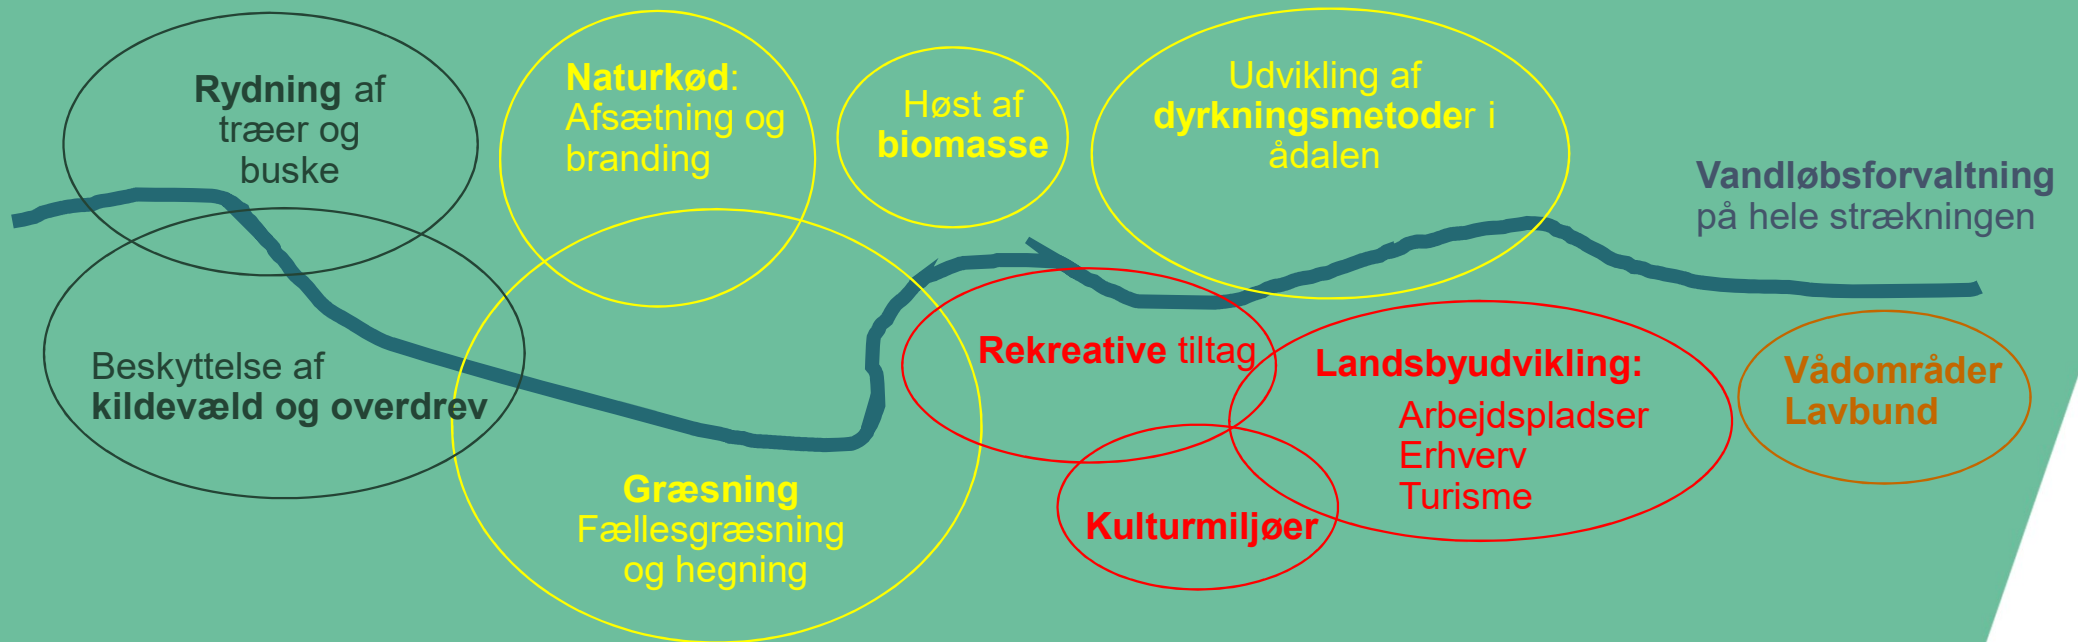 Rydning af
træer og
buske
Naturkød:
Afsætning og
branding
Høst af
biomasse
Udvikling af
dyrkningsmetoder i
ådalen
Vandløbsforvaltning
på hele strækningen
Beskyttelse af
kildevæld og overdrev
Græsning
Fællesgræsning
og hegning
Rekreative tiltag
Kulturmiljøer
Landsbyudvikling:
Arbejdspladser
Erhverv
Turisme
Vådområder
Lavbund